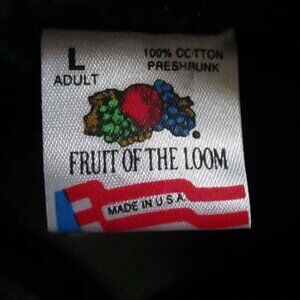 L
ADULT
100% COTTON
PRESHRUNK
FRUIT OF THE LOOM
MADE IN U.S.A.